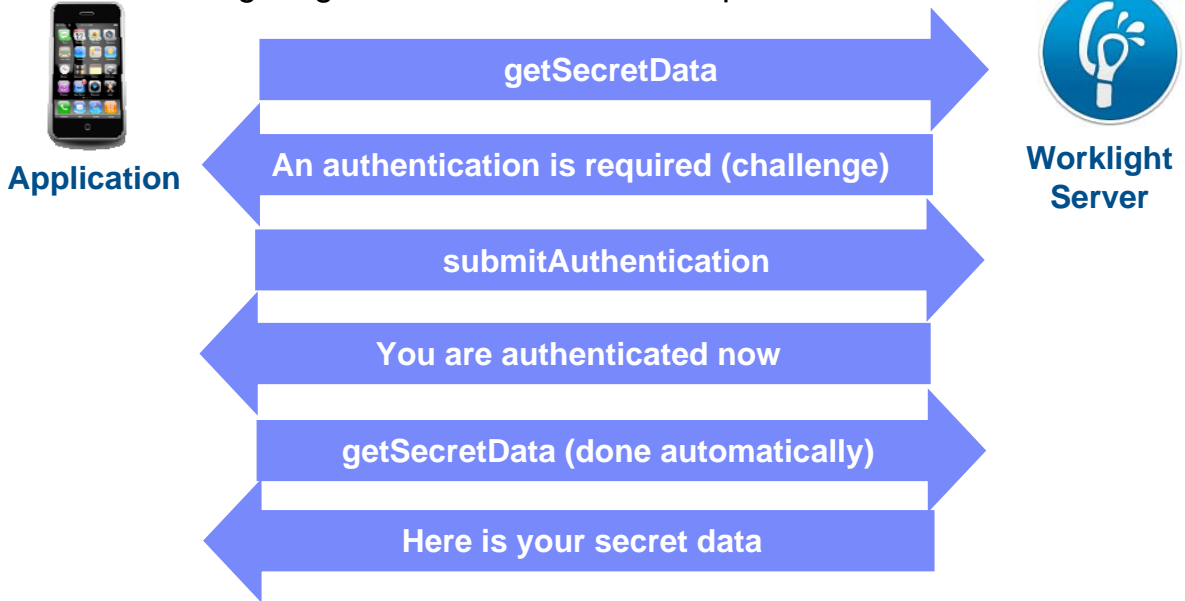 getSecretData
An authentication is required (challenge)
Application
Worklight
Server
submitAuthentication
You are authenticated now
getSecretData (done automatically)
Here is your secret data